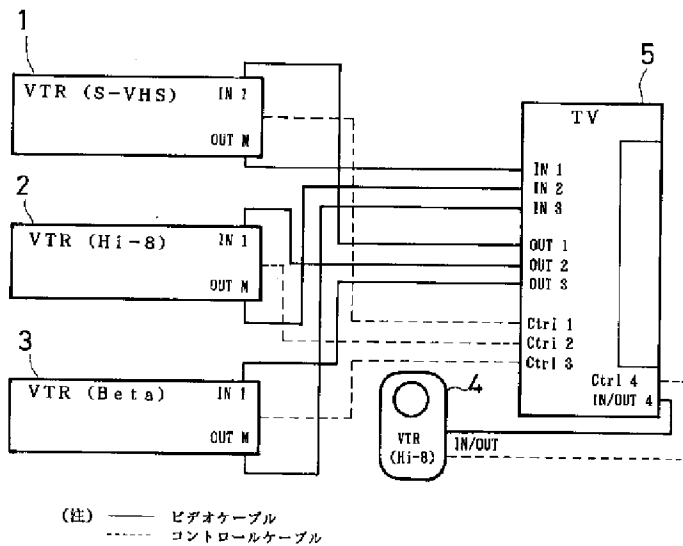 1
VTR (S-VHS)
IN 2
OUT M
2
VTR (Hi-8)
IN 1
OUT M
3
VTR (Beta)
IN 1
OUT M
4
VTR
(Hi-8)
IN/OUT
5
TV
IN 1
IN 2
IN 3
OUT 1
OUT 2
OUT 3
Ctrl 1
Ctrl 2
Ctrl 3
Ctrl 4
IN/OUT 4
(注) ビデオケーブル
コントロールケーブル